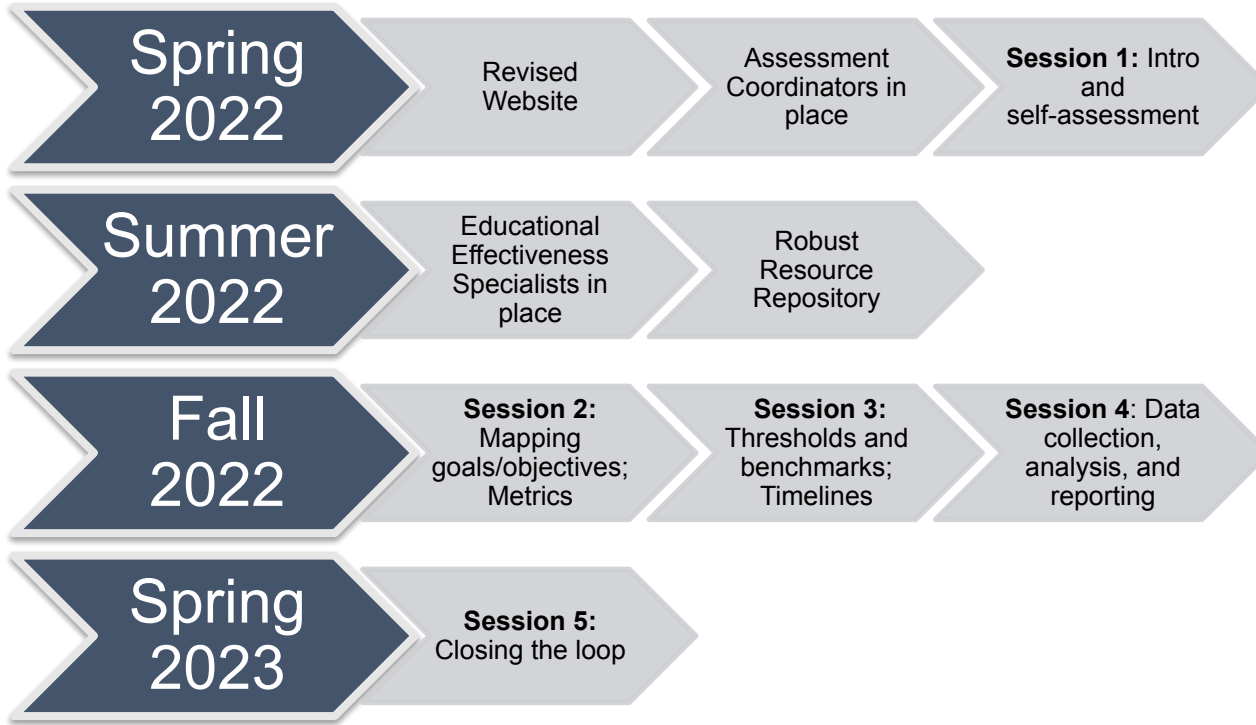 Spring
2022
Revised
Website
Assessment
Coordinators in
place
Session 1: Intro
and
self-assessment
Summer
2022
Educational
Effectiveness
Specialists in
place
Robust
Resource
Repository
Fall
2022
Session 2:
Mapping
goals/objectives;
Metrics
Session 3:
Thresholds and
benchmarks;
Timelines
Session 4: Data
collection,
analysis, and
reporting
Spring
2023
Session 5:
Closing the loop